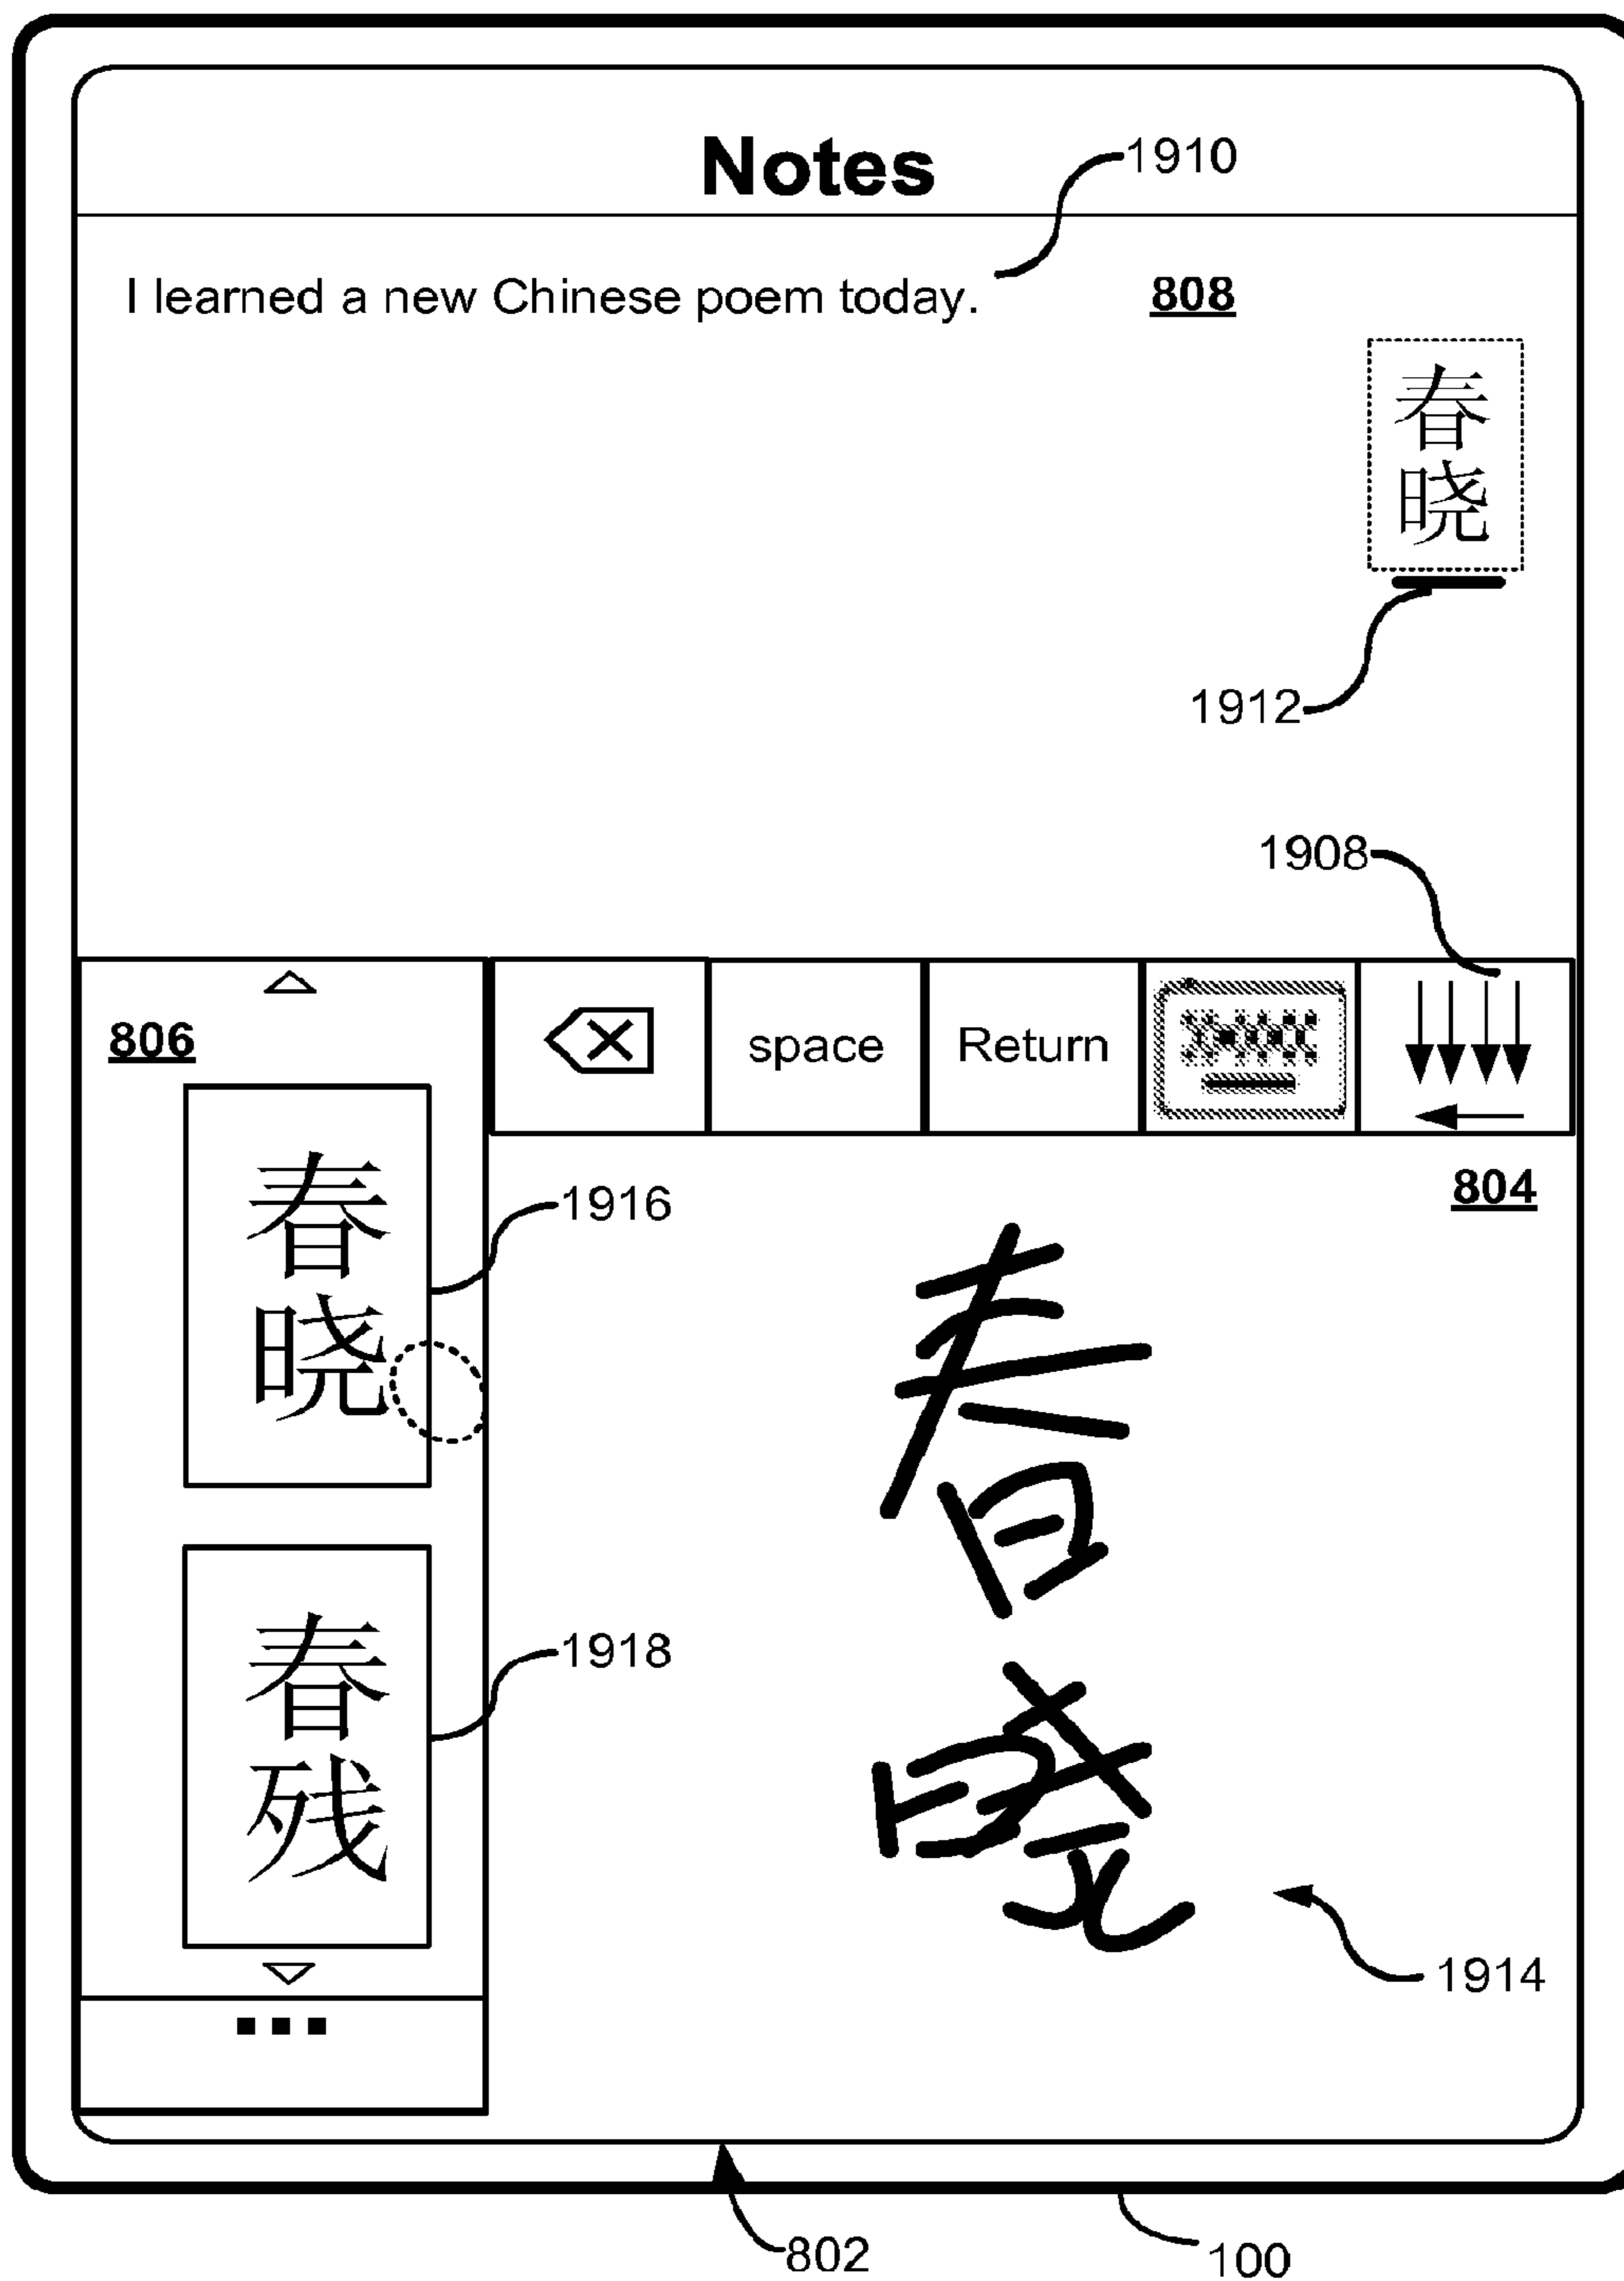 Notes
1910
I learned a new Chinese poem today.
808
春
晓
1912
1908
806
space
Return
804
春
晓
1916
春
晓
春
残
1918
1914
802
100